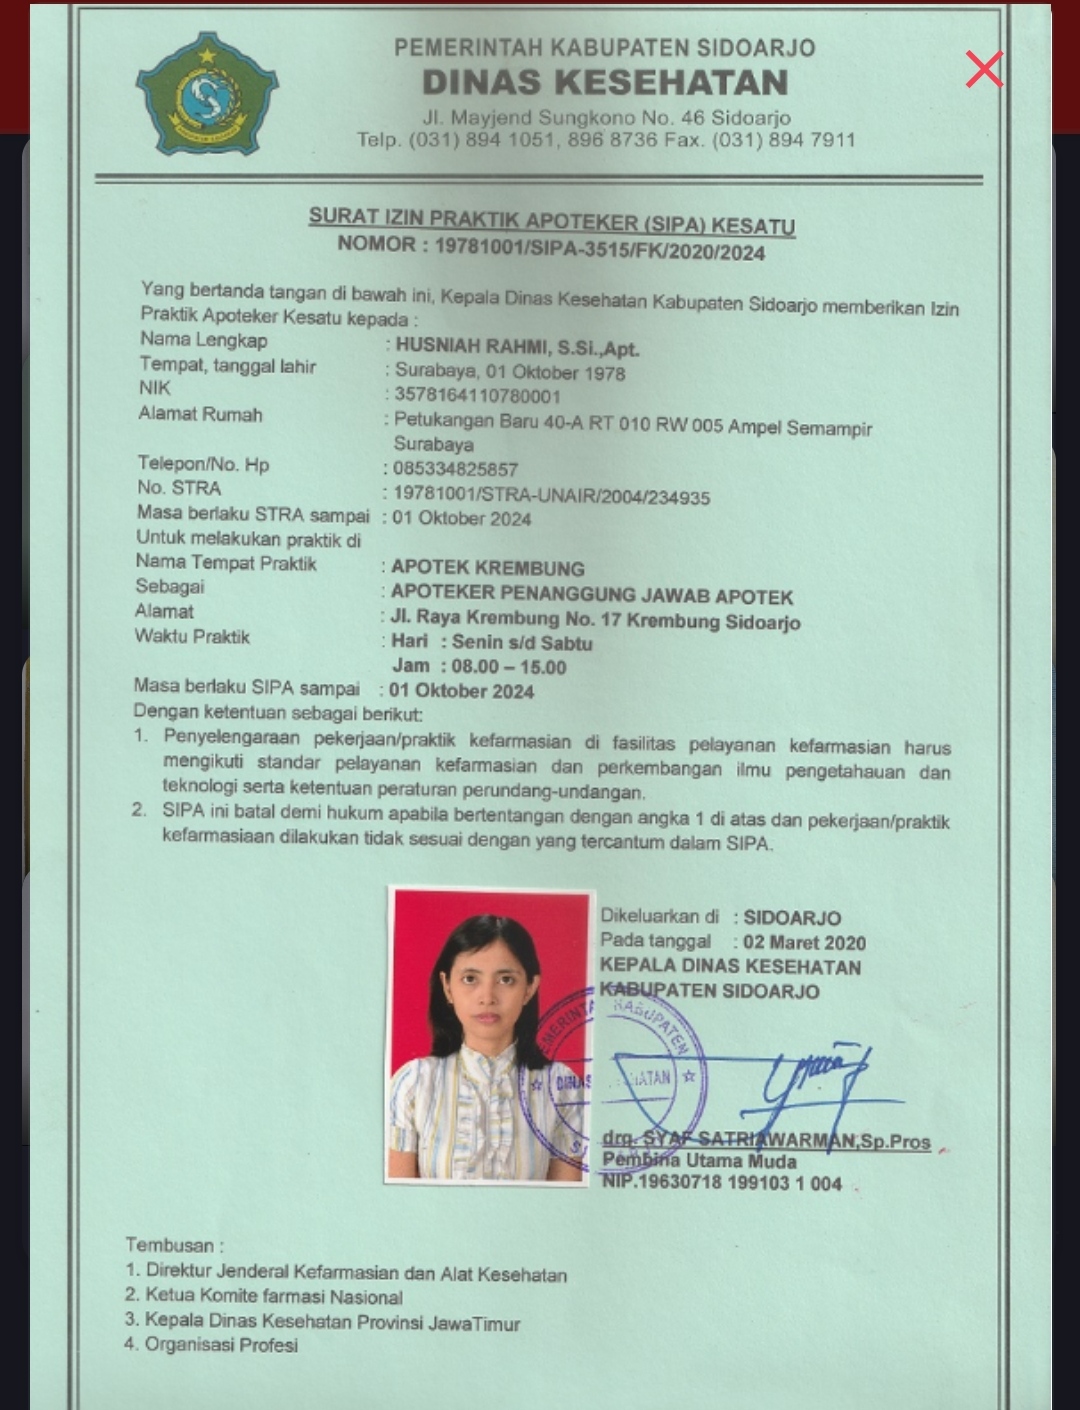 PEMERINTAH KABUPATEN SIDOARJO
DINAS KESEHATAN
Jl. Mayjend Sungkono No. 46 Sidoarjo
Telp. (031) 894 1051, 896 8736 Fax. (031) 894 7911
SURAT IZIN PRAKTIK APOTEKER (SIPA) KESATU
NOMOR : 19781001/SIPA-3515/FK/2020/2024
Yang bertanda tangan di bawah ini, Kepala Dinas Kesehatan Kabupaten Sidoarjo memberikan Izin
Praktik Apoteker Kesatu kepada :
Nama Lengkap : HUSNIAH RAHMI, S.Si.,Apt.
Tempat, tanggal lahir : Surabaya, 01 Oktober 1978
NIK : 3578164110780001
Alamat Rumah : Petukangan Baru 40-A RT 010 RW 005 Ampel Semampir
Surabaya
Telepon/No. Hp : 085334825857
No. STRA : 19781001/STRA-UNAIR/2004/234935
Masa berlaku STRA sampai : 01 Oktober 2024
Untuk melakukan praktik di
Nama Tempat Praktik : APOTEK KREMBUNG
Sebagai : APOTEKER PENANGGUNG JAWAB APOTEK
Alamat : Jl. Raya Krembung No. 17 Krembung Sidoarjo
Waktu Praktik : Hari : Senin s/d Sabtu
Jam : 08.00 – 15.00
Masa berlaku SIPA sampai : 01 Oktober 2024
Dengan ketentuan sebagai berikut:
1. Penyelengaraan pekerjaan/praktik kefarmasian di fasilitas pelayanan kefarmasian harus
mengikuti standar pelayanan kefarmasian dan perkembangan ilmu pengetahauan dan
teknologi serta ketentuan peraturan perundang-undangan.
2. SIPA ini batal demi hukum apabila bertentangan dengan angka 1 di atas dan pekerjaan/praktik
kefarmasiaan dilakukan tidak sesuai dengan yang tercantum dalam SIPA.
Dikeluarkan di : SIDOARJO
Pada tanggal : 02 Maret 2020
KEPALA DINAS KESEHATAN
KABUPATEN SIDOARJO
KABUPATEN
drg. SYAF SATRIAWARMAN,Sp.Pros
Pembina Utama Muda
NIP.19630718 199103 1 004
Tembusan :
1. Direktur Jenderal Kefarmasian dan Alat Kesehatan
2. Ketua Komite farmasi Nasional
3. Kepala Dinas Kesehatan Provinsi JawaTimur
4. Organisasi Profesi